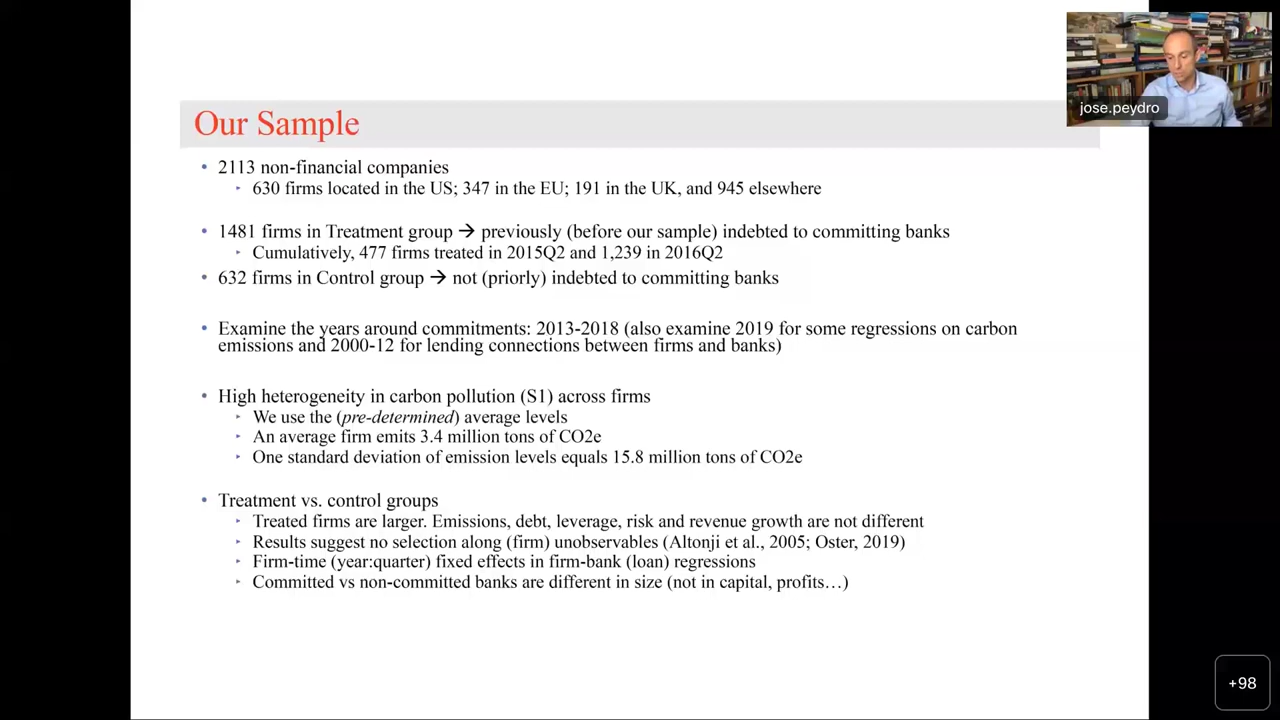 jose.peydro
Our Sample
• 2113 non-financial companies
‣ 630 firms located in the US; 347 in the EU; 191 in the UK, and 945 elsewhere
• 1481 firms in Treatment group → previously (before our sample) indebted to committing banks
‣ Cumulatively, 477 firms treated in 2015Q2 and 1,239 in 2016Q2
• 632 firms in Control group → not (priorly) indebted to committing banks
• Examine the years around commitments: 2013-2018 (also examine 2019 for some regressions on carbon
emissions and 2000-12 for lending connections between firms and banks)
• High heterogeneity in carbon pollution (S1) across firms
‣ We use the (pre-determined) average levels
‣ An average firm emits 3.4 million tons of CO2e
‣ One standard deviation of emission levels equals 15.8 million tons of CO2e
• Treatment vs. control groups
‣ Treated firms are larger. Emissions, debt, leverage, risk and revenue growth are not different
‣ Results suggest no selection along (firm) unobservables (Altonji et al., 2005; Oster, 2019)
‣ Firm-time (year:quarter) fixed effects in firm-bank (loan) regressions
‣ Committed vs non-committed banks are different in size (not in capital, profits…)
+98